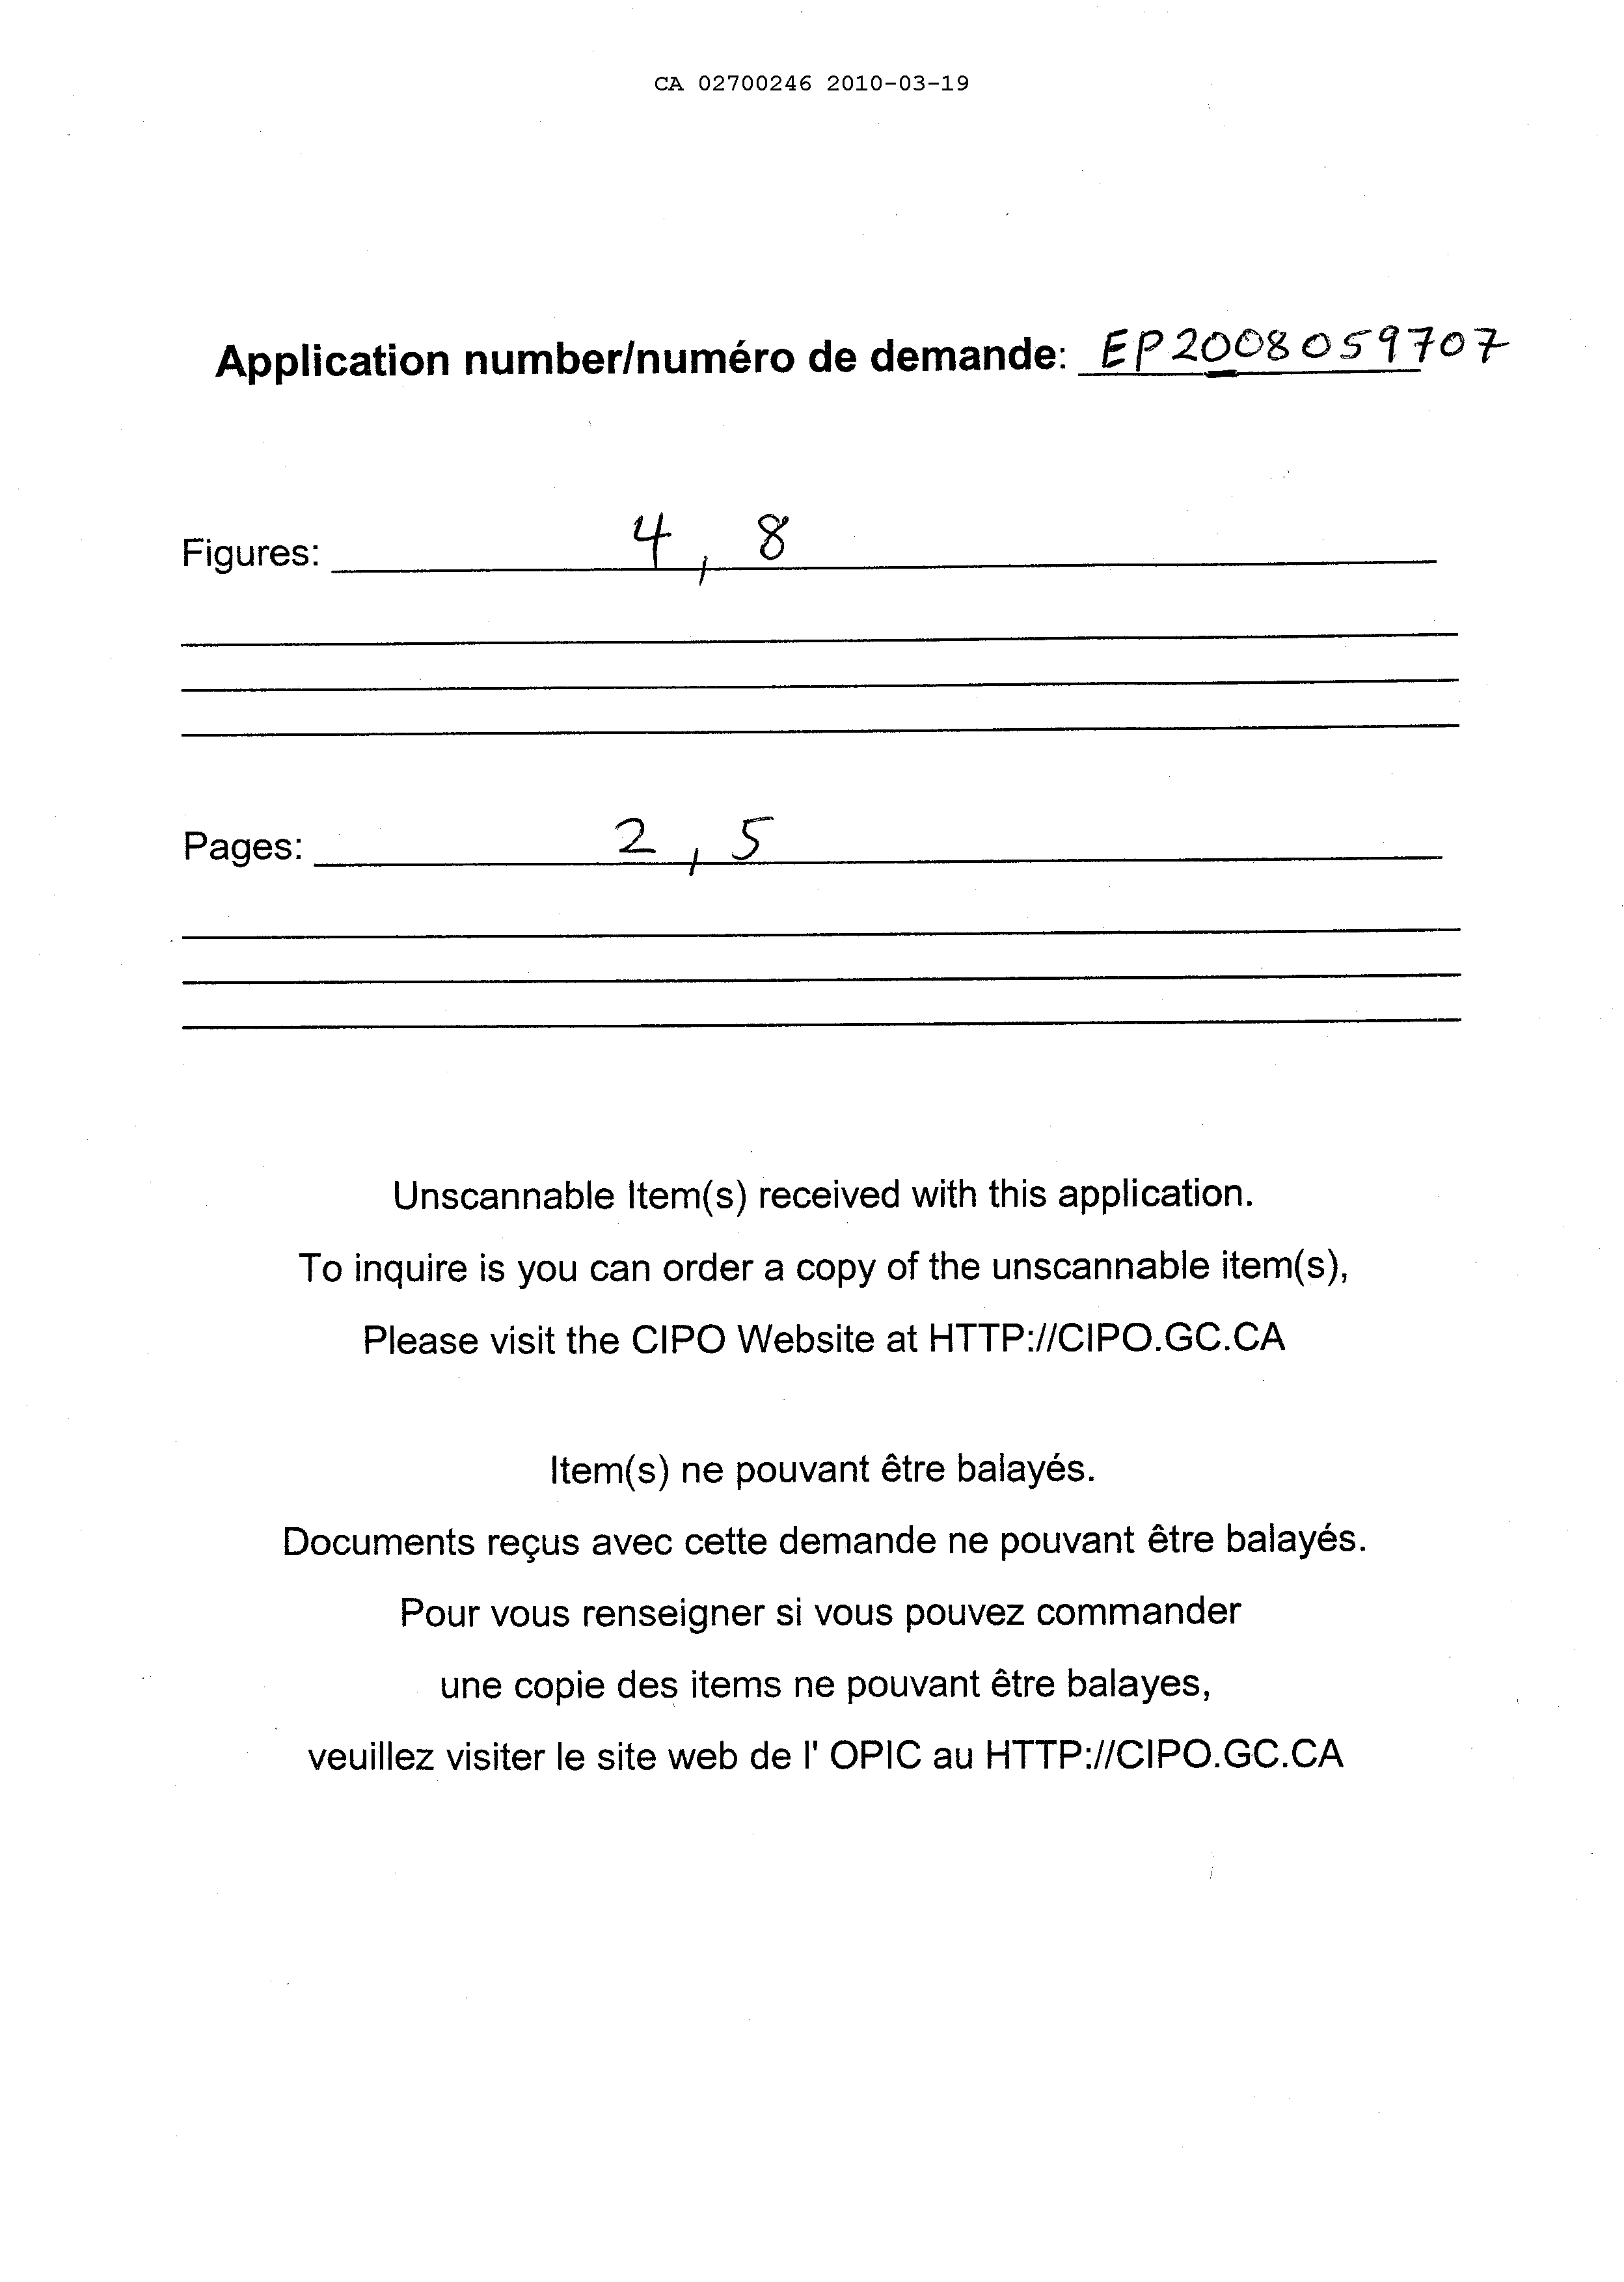 CA 02700246 2010-03-19
Application number/numéro de demande: EP2008059707
Figures: 4, 8
Pages: 2, 5
Unscannable Item(s) received with this application.
To inquire is you can order a copy of the unscannable item(s),
Please visit the CIPO Website at HTTP://CIPO.GC.CA
Item(s) ne pouvant être balayés.
Documents reçus avec cette demande ne pouvant être balayés.
Pour vous renseigner si vous pouvez commander
une copie des items ne pouvant être balayes,
veuillez visiter le site web de l' OPIC au HTTP://CIPO.GC.CA